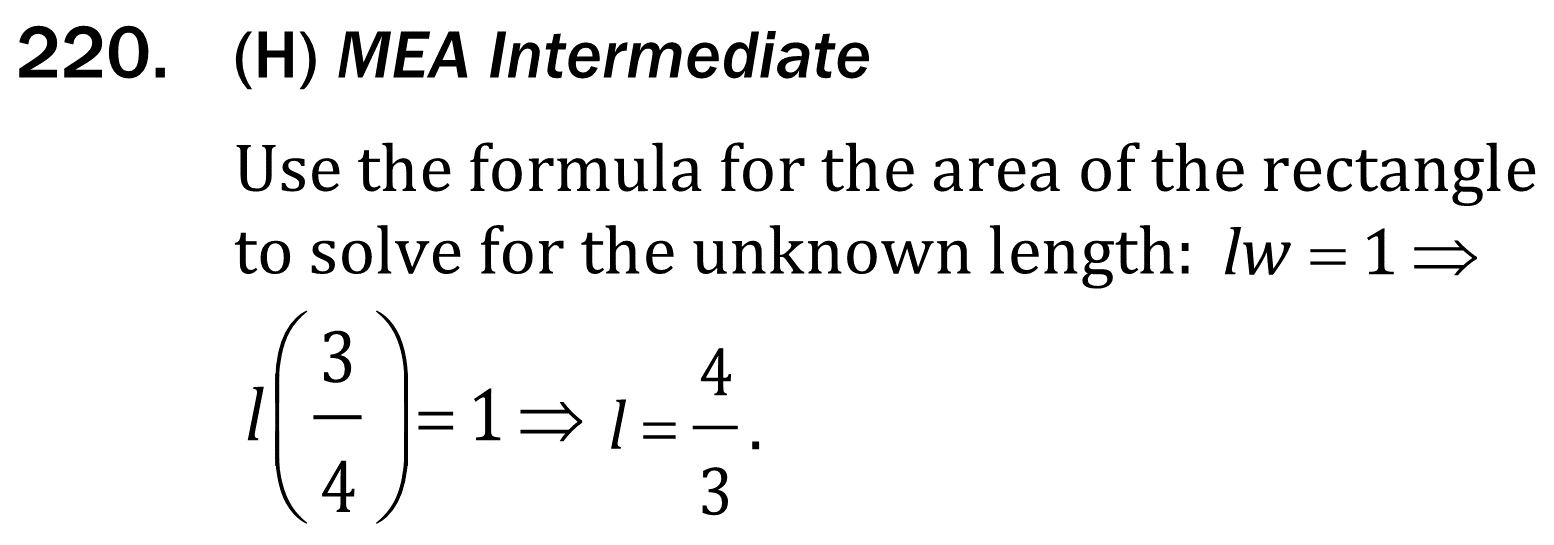 220. (H) MEA Intermediate
Use the formula for the area of the rectangle
to solve for the unknown length: lw = 1 ⇒
l(3/4) = 1 ⇒ l = 4/3.